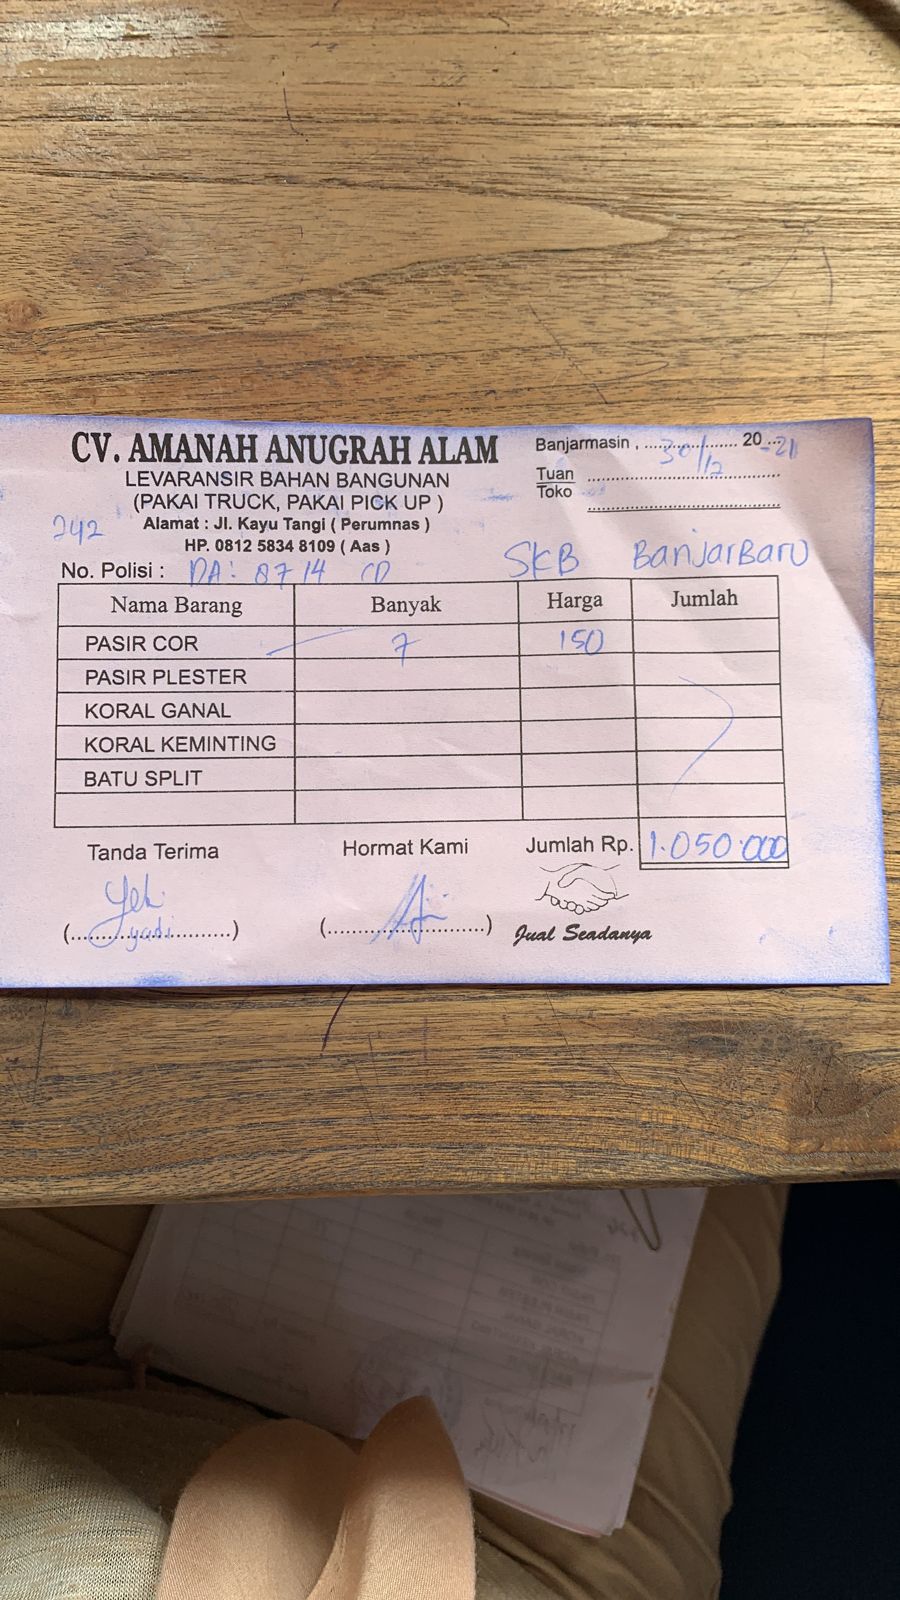 CV. AMANAH ANUGRAH ALAM
LEVARANSIR BAHAN BANGUNAN
(PAKAI TRUCK, PAKAI PICK UP )
Alamat : Jl. Kayu Tangi ( Perumnas )
HP. 0812 5834 8109 ( Aas )
242
Banjarmasin , 30/12 20 21
Tuan
Toko
SKB BanjarBaru
No. Polisi : DA : 8714 CD
Nama Barang Banyak Harga Jumlah
PASIR COR 7 150
PASIR PLESTER
KORAL GANAL
KORAL KEMINTING
BATU SPLIT
Tanda Terima Hormat Kami Jumlah Rp. 1.050.000
(yadi) (......................)
Jual Seadanya